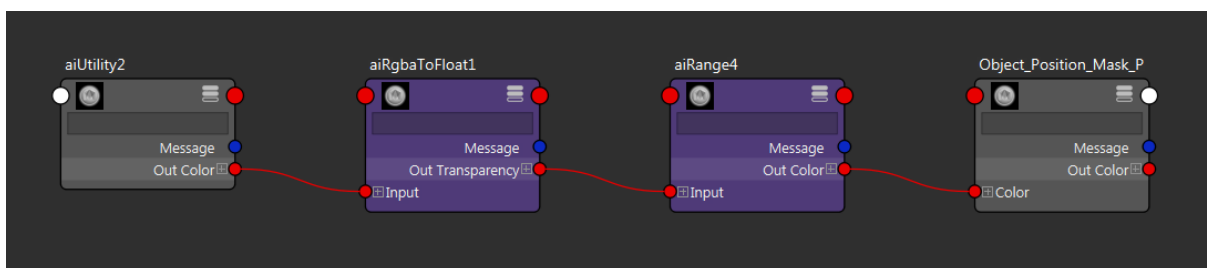 aiUtility2
Message
Out Color
aiRgbaToFloat1
Message
Out Transparency
Input
aiRange4
Message
Out Color
Input
Object_Position_Mask_P
Message
Out Color
Color